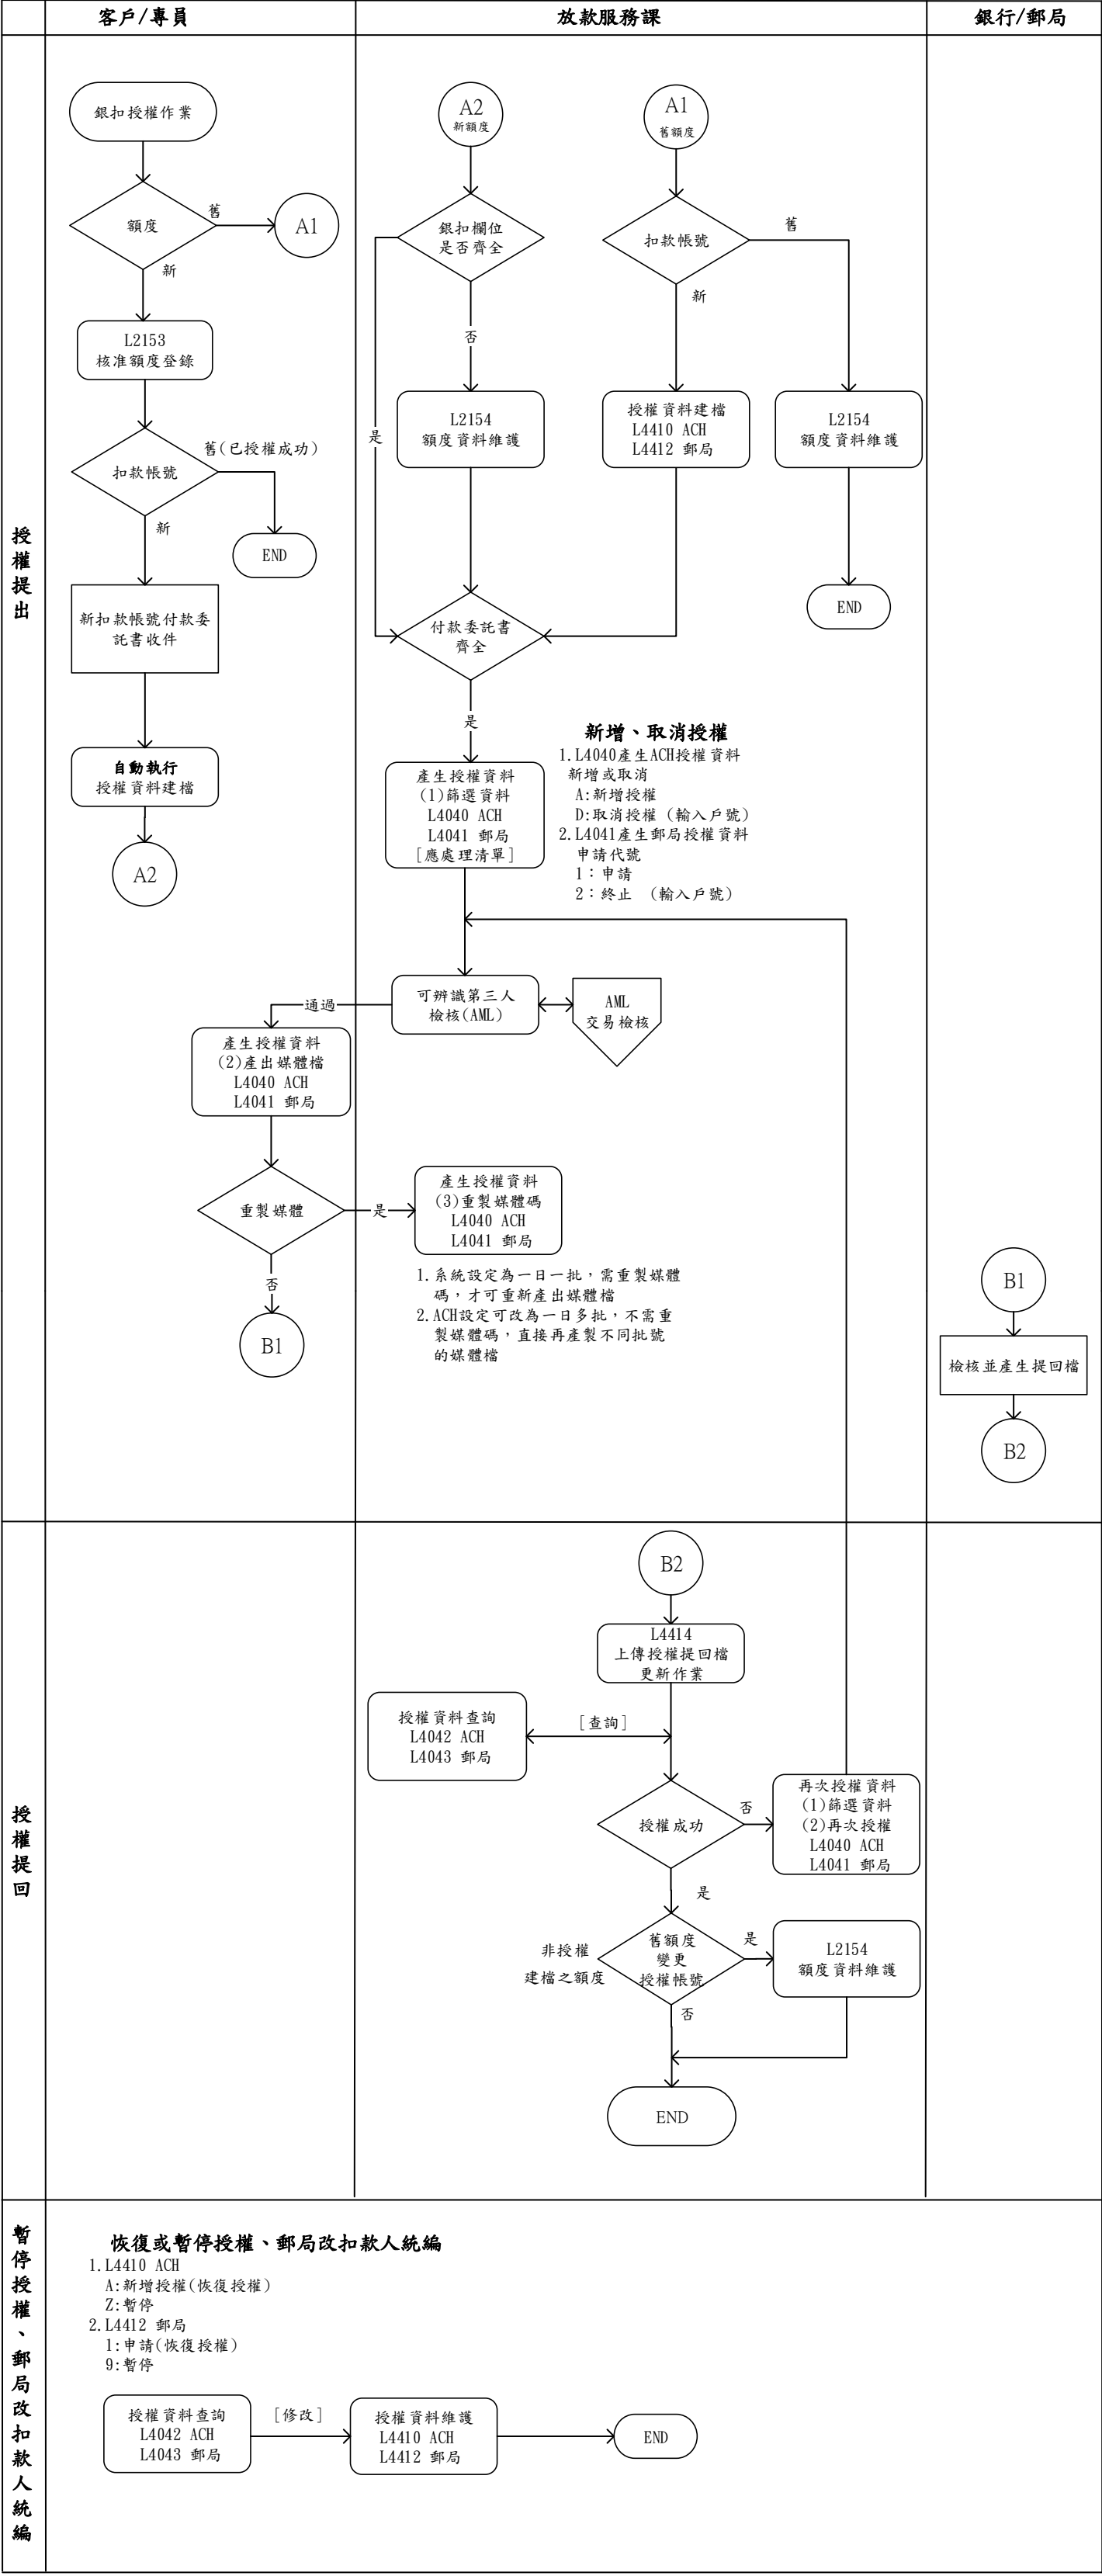 客戶/專員
放款服務課
銀行/郵局
授權提出
銀扣授權作業
額度
舊
A1
新
L2153
核准額度登錄
扣款帳號
舊(已授權成功)
END
新
新扣款帳號付款委
託書收件
自動執行
授權資料建檔
A2
A2
新額度
銀扣欄位
是否齊全
否
是
L2154
額度資料維護
A1
舊額度
扣款帳號
舊
新
授權資料建檔
L4410 ACH
L4412 郵局
L2154
額度資料維護
END
付款委託書
齊全
是
產生授權資料
(1)篩選資料
L4040 ACH
L4041 郵局
[應處理清單]
新增、取消授權
1.L4040產生ACH授權資料
新增或取消
A:新增授權
D:取消授權 (輸入戶號)
2.L4041產生郵局授權資料
申請代號
1：申請
2：終止 (輸入戶號)
可辨識第三人
檢核(AML)
AML
交易檢核
通過
產生授權資料
(2)產出媒體檔
L4040 ACH
L4041 郵局
重製媒體
是
產生授權資料
(3)重製媒體碼
L4040 ACH
L4041 郵局
否
B1
1.系統設定為一日一批，需重製媒體
碼，才可重新產出媒體檔
2.ACH設定可改為一日多批，不需重
製媒體碼，直接再產製不同批號
的媒體檔
B1
檢核並產生提回檔
B2
授權提回
B2
L4414
上傳授權提回檔
更新作業
授權資料查詢
L4042 ACH
L4043 郵局
[查詢]
授權成功
否
再次授權資料
(1)篩選資料
(2)再次授權
L4040 ACH
L4041 郵局
是
非授權
建檔之額度
舊額度
變更
授權帳號
是
L2154
額度資料維護
否
END
暫停授權、郵局改扣款人統編
恢復或暫停授權、郵局改扣款人統編
1.L4410 ACH
A:新增授權(恢復授權)
Z:暫停
2.L4412 郵局
1:申請(恢復授權)
9:暫停
授權資料查詢
L4042 ACH
L4043 郵局
[修改]
授權資料維護
L4410 ACH
L4412 郵局
END